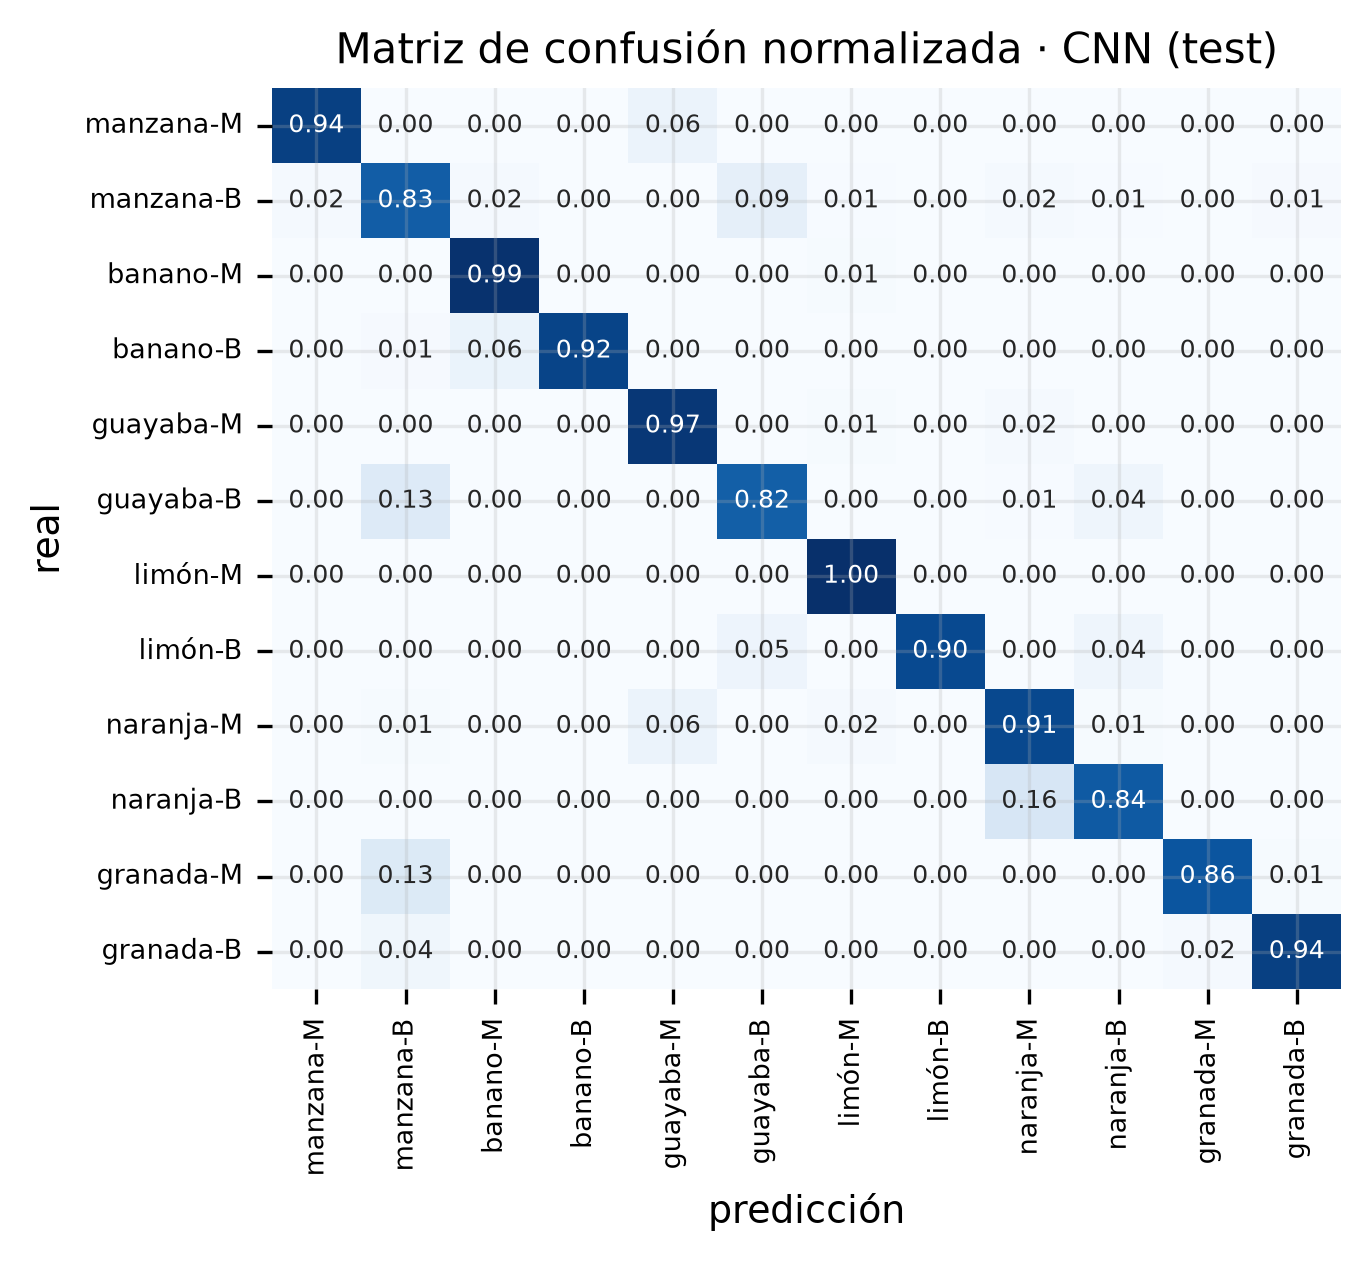 Matriz de confusión normalizada · CNN (test)
manzana-M 0.94 0.00 0.00 0.00 0.06 0.00 0.00 0.00 0.00 0.00 0.00 0.00
manzana-B 0.02 0.83 0.02 0.00 0.00 0.09 0.01 0.00 0.02 0.01 0.00 0.01
banano-M 0.00 0.00 0.99 0.00 0.00 0.00 0.01 0.00 0.00 0.00 0.00 0.00
banano-B 0.00 0.01 0.06 0.92 0.00 0.00 0.00 0.00 0.00 0.00 0.00 0.00
guayaba-M 0.00 0.00 0.00 0.00 0.97 0.00 0.01 0.00 0.02 0.00 0.00 0.00
guayaba-B 0.00 0.13 0.00 0.00 0.00 0.82 0.00 0.00 0.01 0.04 0.00 0.00
limón-M 0.00 0.00 0.00 0.00 0.00 0.00 1.00 0.00 0.00 0.00 0.00 0.00
limón-B 0.00 0.00 0.00 0.00 0.00 0.05 0.00 0.90 0.00 0.04 0.00 0.00
naranja-M 0.00 0.01 0.00 0.00 0.06 0.00 0.02 0.00 0.91 0.01 0.00 0.00
naranja-B 0.00 0.00 0.00 0.00 0.00 0.00 0.00 0.00 0.16 0.84 0.00 0.00
granada-M 0.00 0.13 0.00 0.00 0.00 0.00 0.00 0.00 0.00 0.00 0.86 0.01
granada-B 0.00 0.04 0.00 0.00 0.00 0.00 0.00 0.00 0.00 0.00 0.02 0.94
real
manzana-M
manzana-B
banano-M
banano-B
guayaba-M
guayaba-B
limón-M
limón-B
naranja-M
naranja-B
granada-M
granada-B
predicción